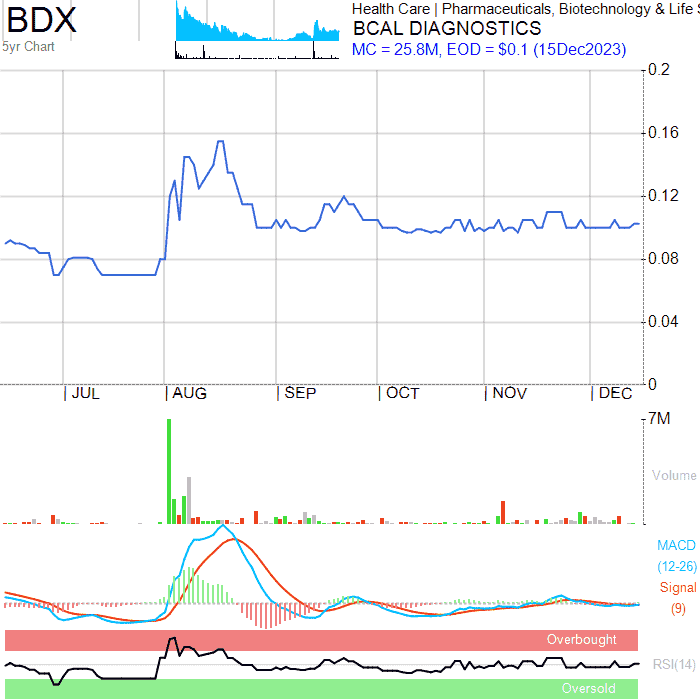 BDX
5yr Chart
Health Care | Pharmaceuticals, Biotechnology & Life S
BCAL DIAGNOSTICS
MC = 25.8M, EOD = $0.1 (15Dec2023)
0.2
0.16
0.12
0.08
0.04
0
JUL
AUG
SEP
OCT
NOV
DEC
7M
Volume
MACD
(12-26)
Signal
(9)
Overbought
RSI(14)
Oversold